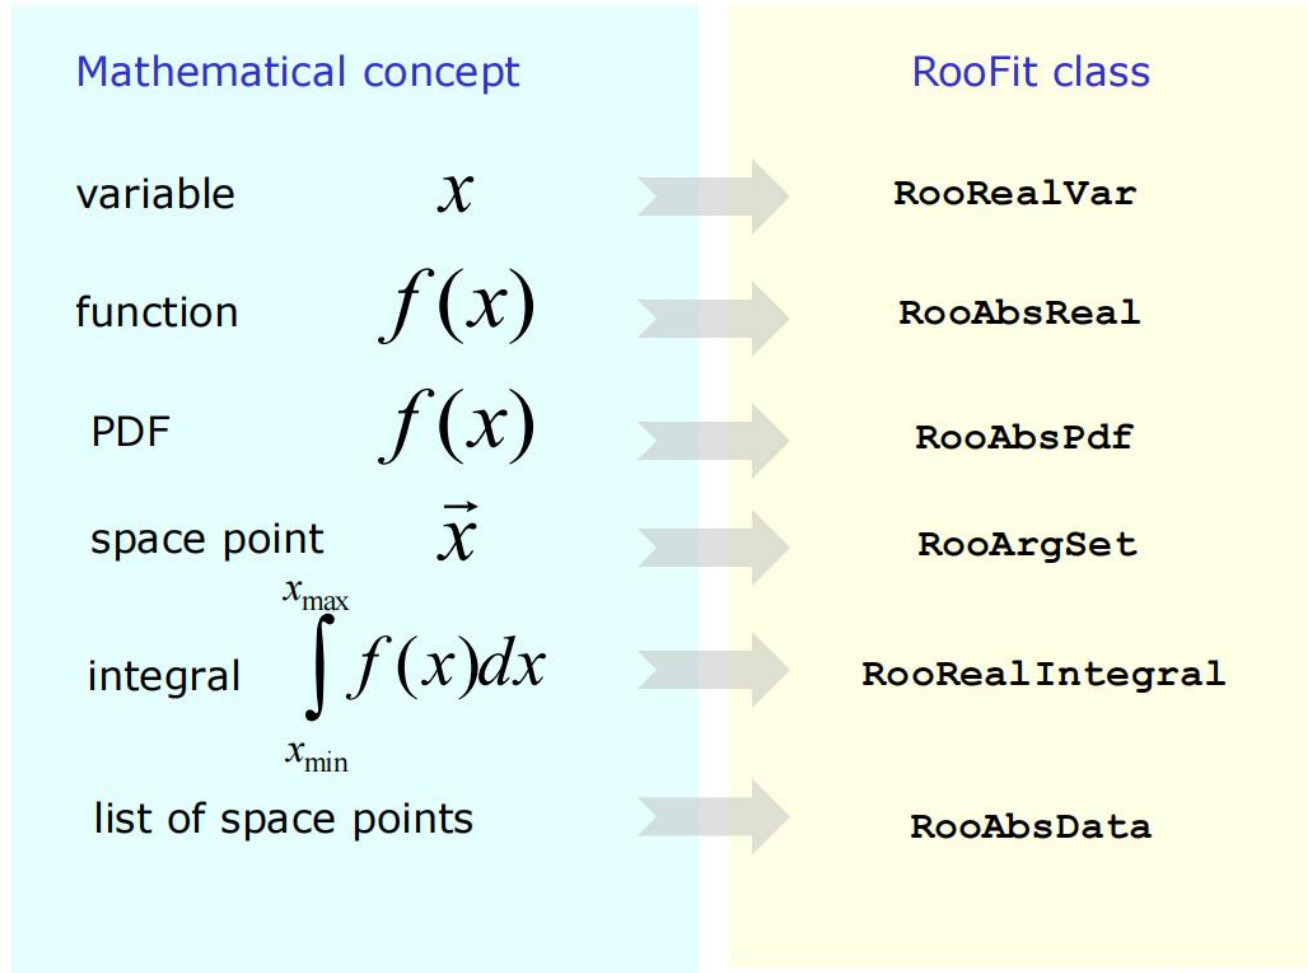 Mathematical concept RooFit class
variable x RooRealVar
function f(x) RooAbsReal
PDF f(x) RooAbsPdf
space point x⃗ RooArgSet
x_max
integral ∫ f(x)dx RooRealIntegral
x_min
list of space points RooAbsData